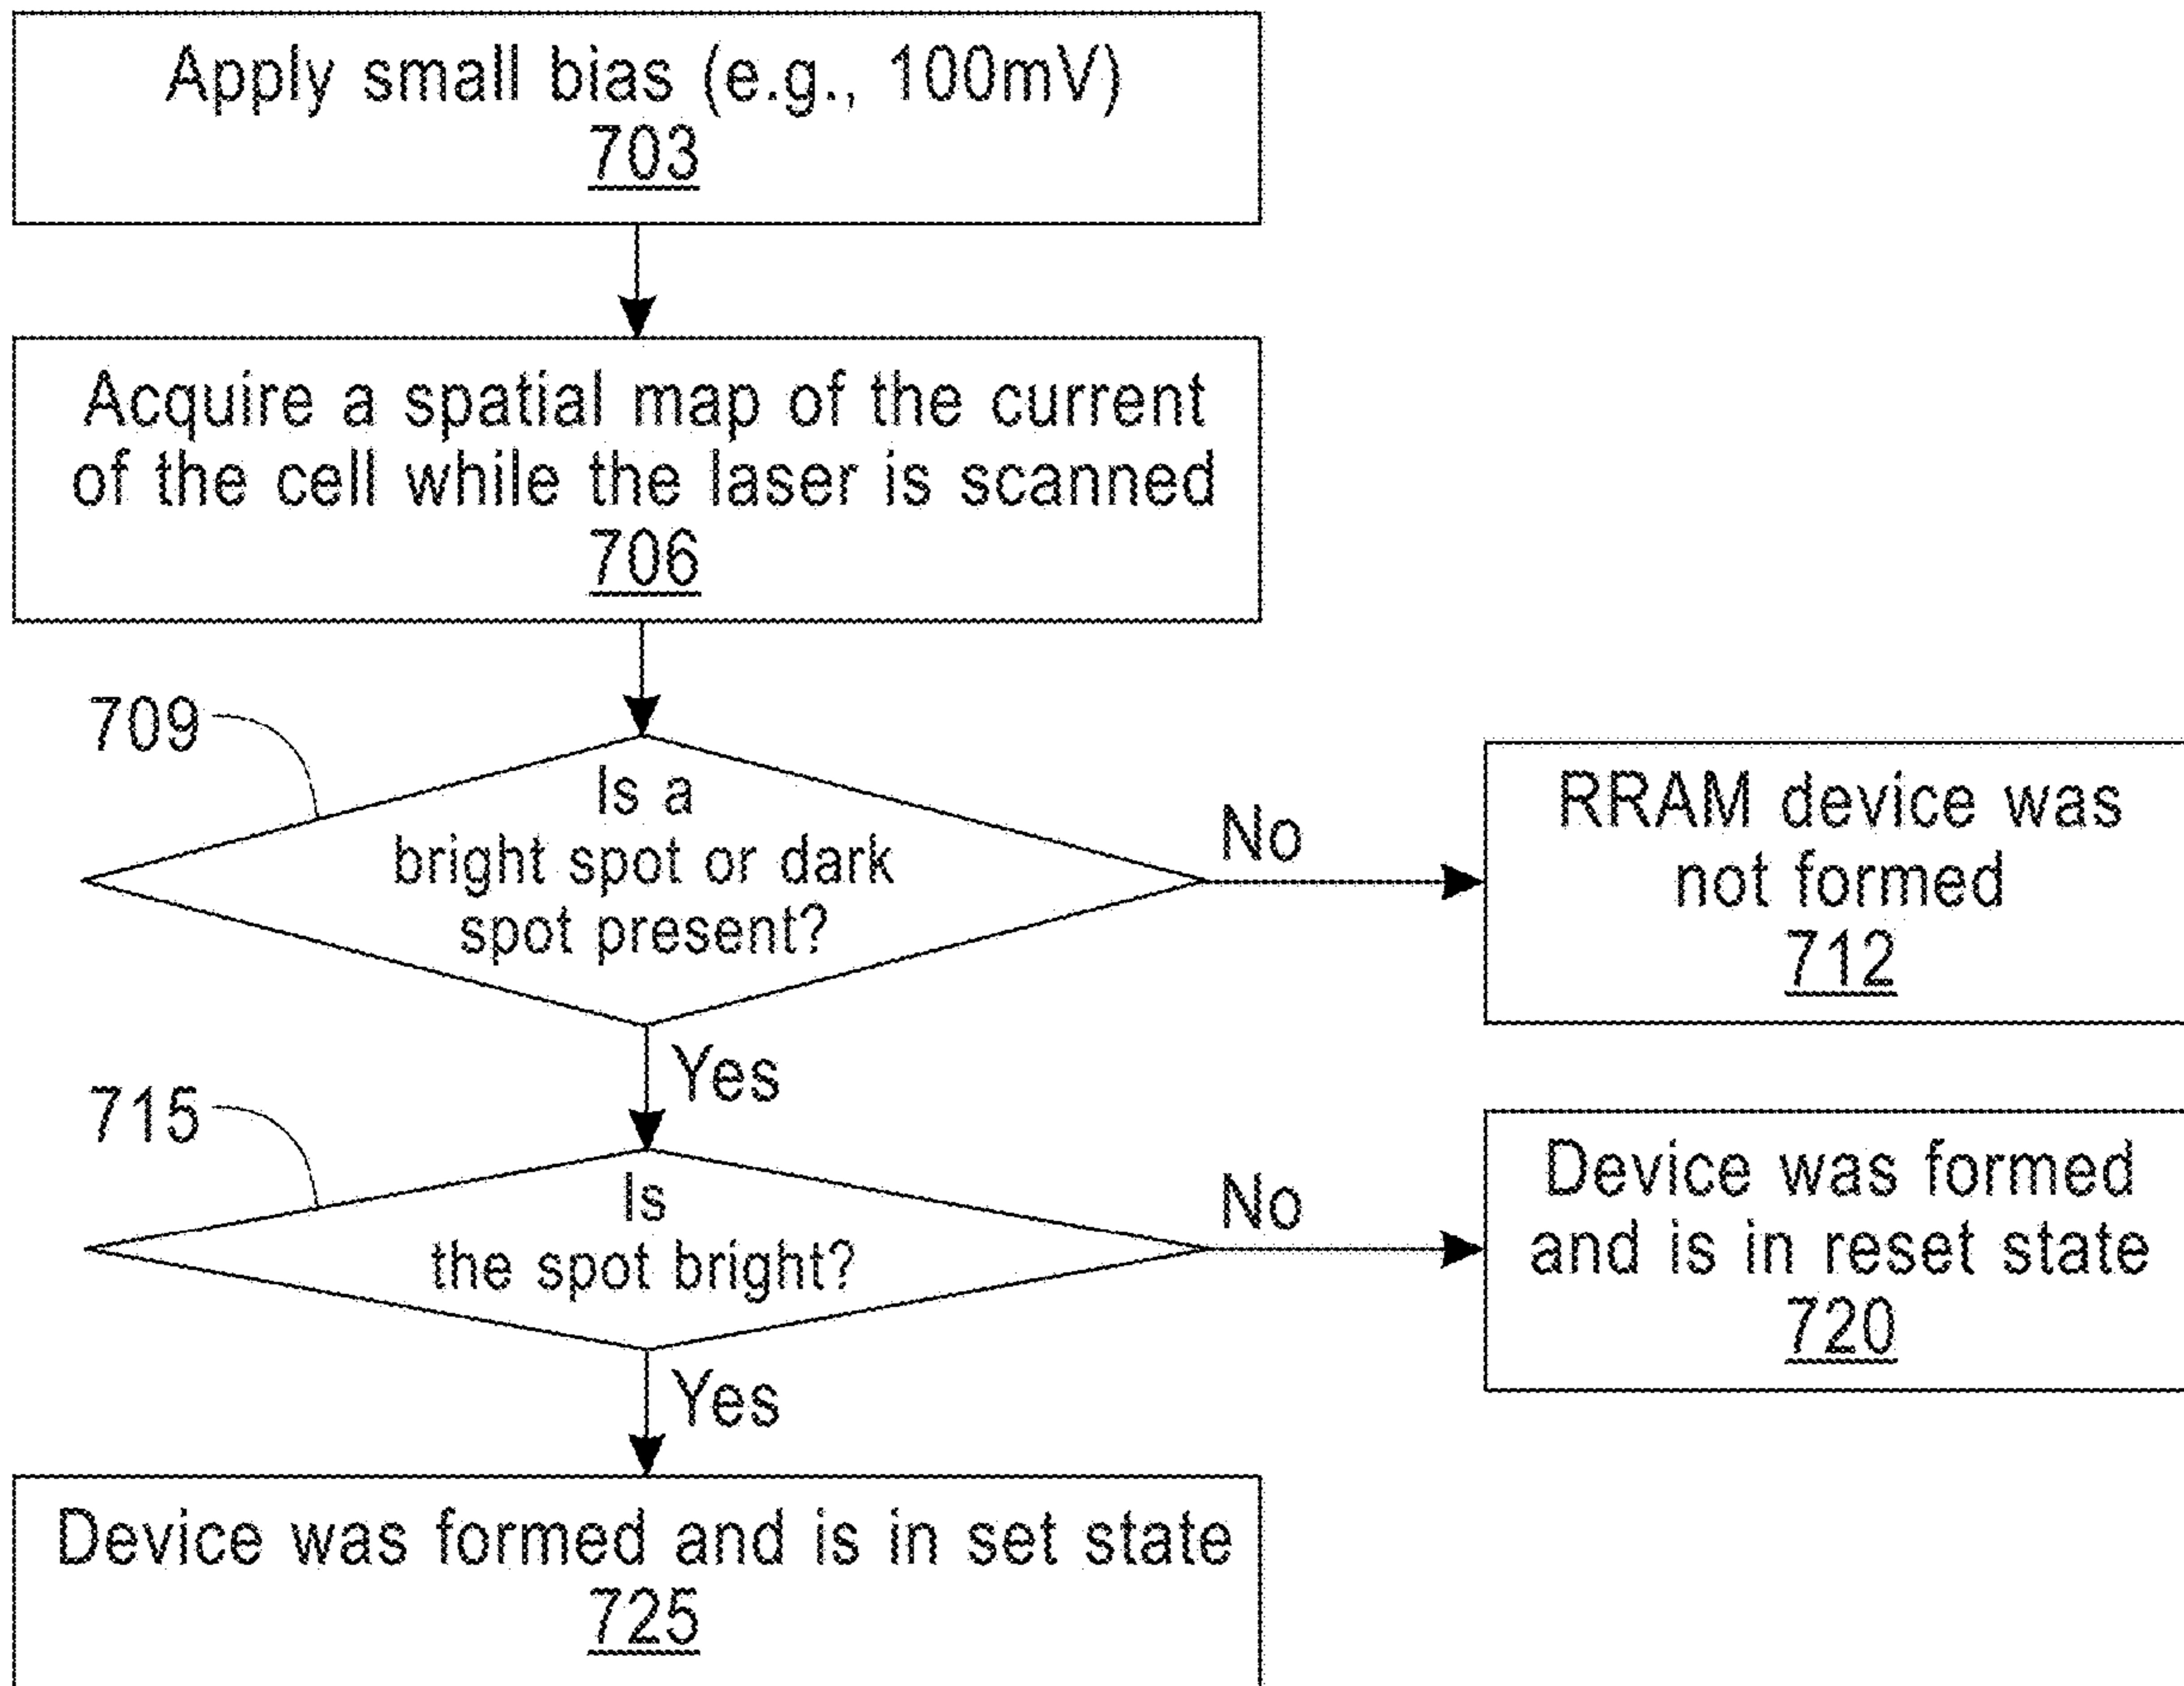 Apply small bias (e.g., 100mV)
703
Acquire a spatial map of the current
of the cell while the laser is scanned
706
709
Is a
bright spot or dark
spot present?
No
RRAM device was
not formed
712
Yes
715
Is
the spot bright?
No
Device was formed
and is in reset state
720
Yes
Device was formed and is in set state
725